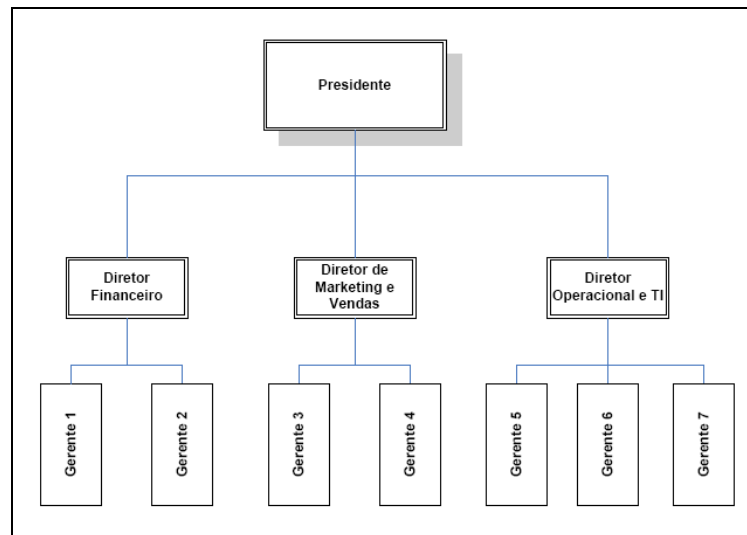 Presidente
Diretor
Financeiro
Diretor de
Marketing e
Vendas
Diretor
Operacional e TI
Gerente 1
Gerente 2
Gerente 3
Gerente 4
Gerente 5
Gerente 6
Gerente 7